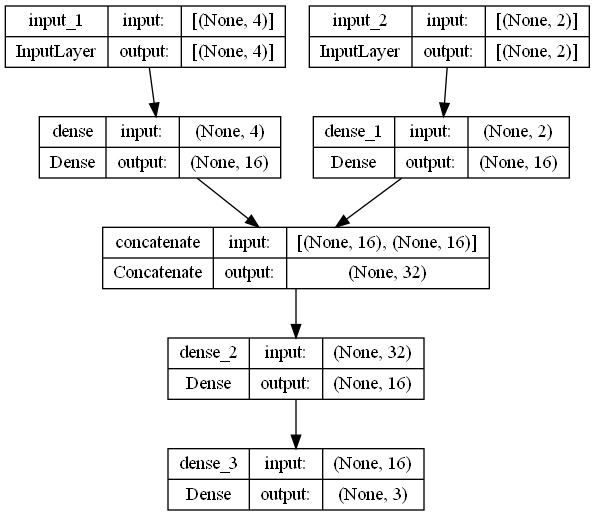 input_1 input: [(None, 4)]
InputLayer output: [(None, 4)]
input_2 input: [(None, 2)]
InputLayer output: [(None, 2)]
dense input: (None, 4)
Dense output: (None, 16)
dense_1 input: (None, 2)
Dense output: (None, 16)
concatenate input: [(None, 16), (None, 16)]
Concatenate output: (None, 32)
dense_2 input: (None, 32)
Dense output: (None, 16)
dense_3 input: (None, 16)
Dense output: (None, 3)